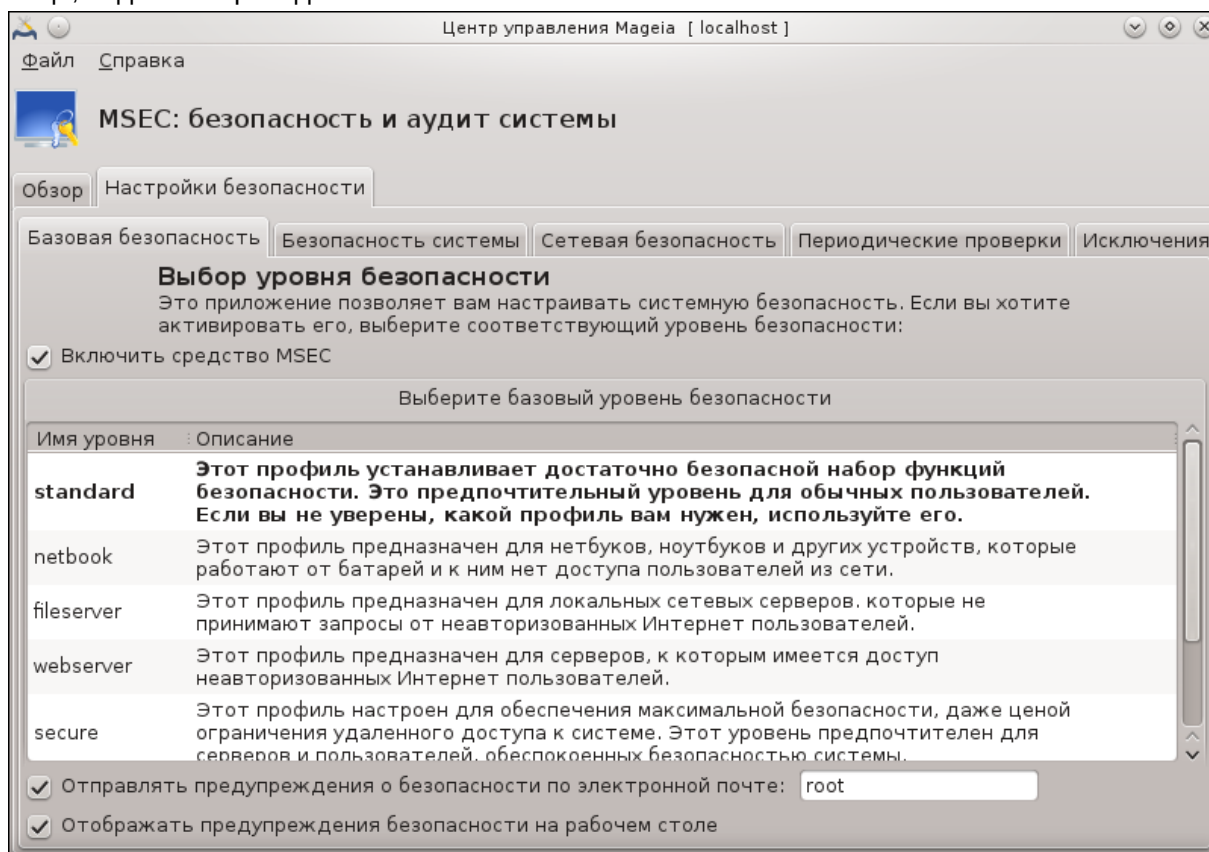 Центр управления Mageia [ localhost ]
Файл Справка
MSEC: безопасность и аудит системы
Обзор Настройки безопасности
Базовая безопасность Безопасность системы Сетевая безопасность Периодические проверки Исключения
Выбор уровня безопасности
Это приложение позволяет вам настраивать системную безопасность. Если вы хотите
активировать его, выберите соответствующий уровень безопасности:
Включить средство MSEC
Выберите базовый уровень безопасности
Имя уровня Описание
standard
Этот профиль устанавливает достаточно безопасной набор функций
безопасности. Это предпочтительный уровень для обычных пользователей.
Если вы не уверены, какой профиль вам нужен, используйте его.
netbook
Этот профиль предназначен для нетбуков, ноутбуков и других устройств, которые
работают от батарей и к ним нет доступа пользователей из сети.
fileserver
Этот профиль предназначен для локальных сетевых серверов. которые не
принимают запросы от неавторизованных Интернет пользователей.
webserver
Этот профиль предназначен для серверов, к которым имеется доступ
неавторизованных Интернет пользователей.
secure
Этот профиль настроен для обеспечения максимальной безопасности, даже ценой
ограничения удаленного доступа к системе. Этот уровень предпочтителен для
серверов и пользователей, обеспокоенных безопасностью системы.
Отправлять предупреждения о безопасности по электронной почте: root
Отображать предупреждения безопасности на рабочем столе